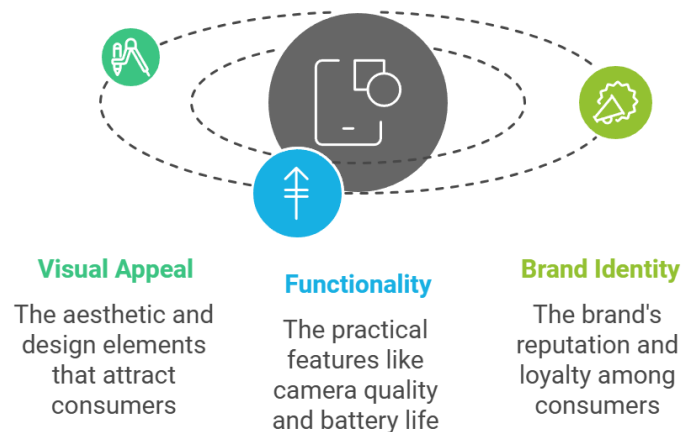 Visual Appeal
The aesthetic and
design elements
that attract
consumers
Functionality
The practical
features like
camera quality
and battery life
Brand Identity
The brand's
reputation and
loyalty among
consumers